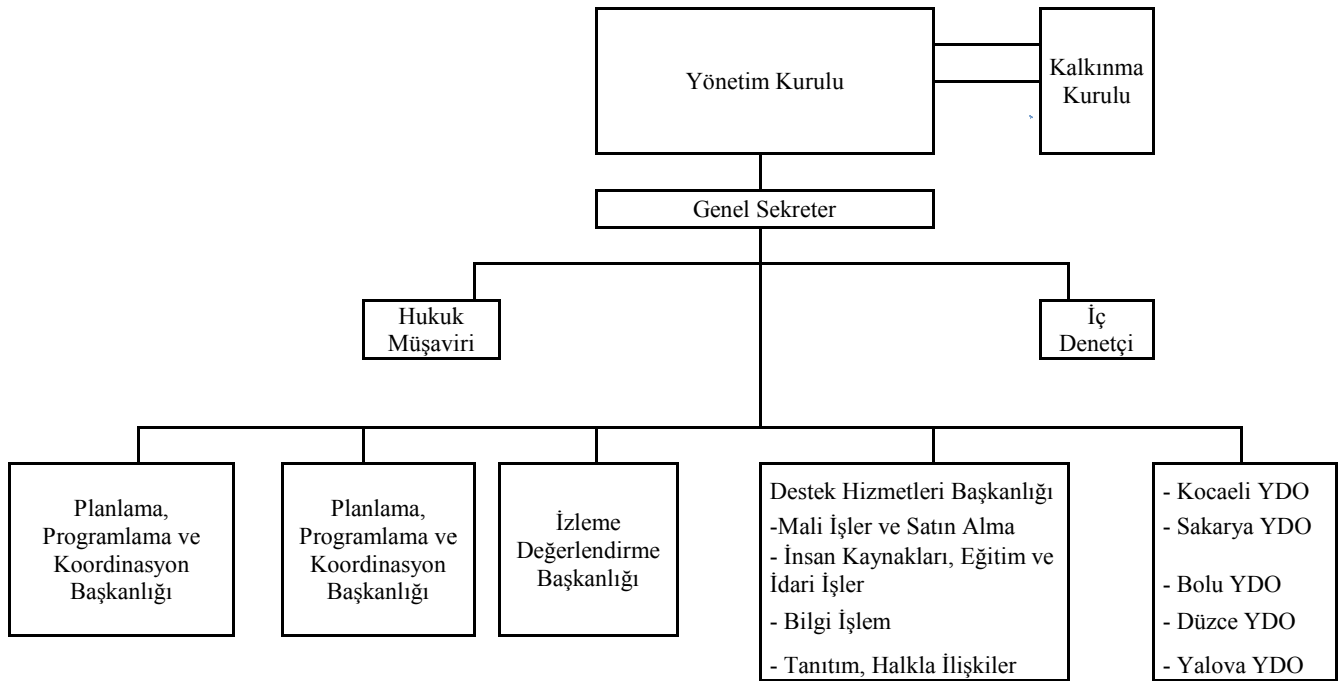 Yönetim Kurulu
Kalkınma
Kurulu
Genel Sekreter
Hukuk
Müşaviri
İç
Denetçi
Planlama,
Programlama ve
Koordinasyon
Başkanlığı
Planlama,
Programlama ve
Koordinasyon
Başkanlığı
İzleme
Değerlendirme
Başkanlığı
Destek Hizmetleri Başkanlığı
-Mali İşler ve Satın Alma
- İnsan Kaynakları, Eğitim ve
İdari İşler
- Bilgi İşlem
- Tanıtım, Halkla İlişkiler
- Kocaeli YDO
- Sakarya YDO
- Bolu YDO
- Düzce YDO
- Yalova YDO